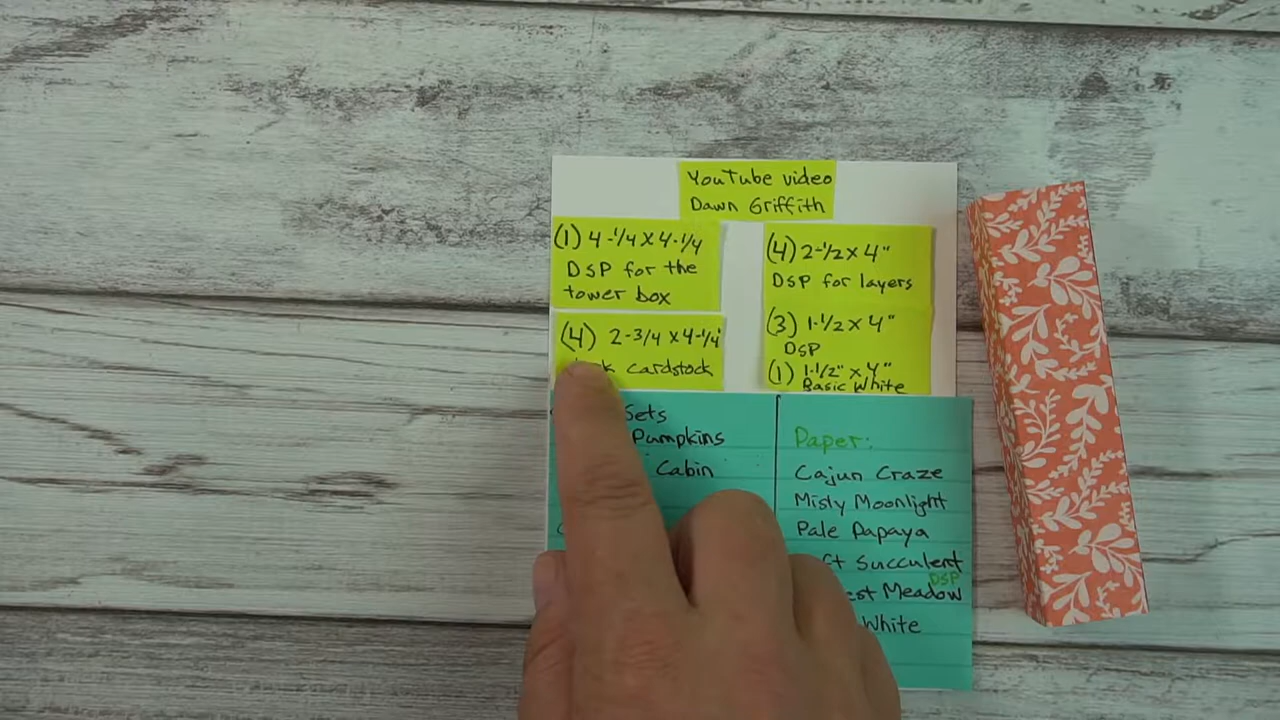 YouTube video
Dawn Griffith
(1) 4-1/4 x 4-1/4
DSP for the
tower box
(4) 2-3/4 x 4-1/4"
cardstock
(4) 2-1/2 x 4"
DSP for layers
(3) 1-1/2 x 4"
DSP
(1) 1-1/2" x 4"
Basic White
Sets
Pumpkins
Cabin
Paper:
Cajun Craze
Misty Moonlight
Pale Papaya
Succulent
DSP
Meadow
White